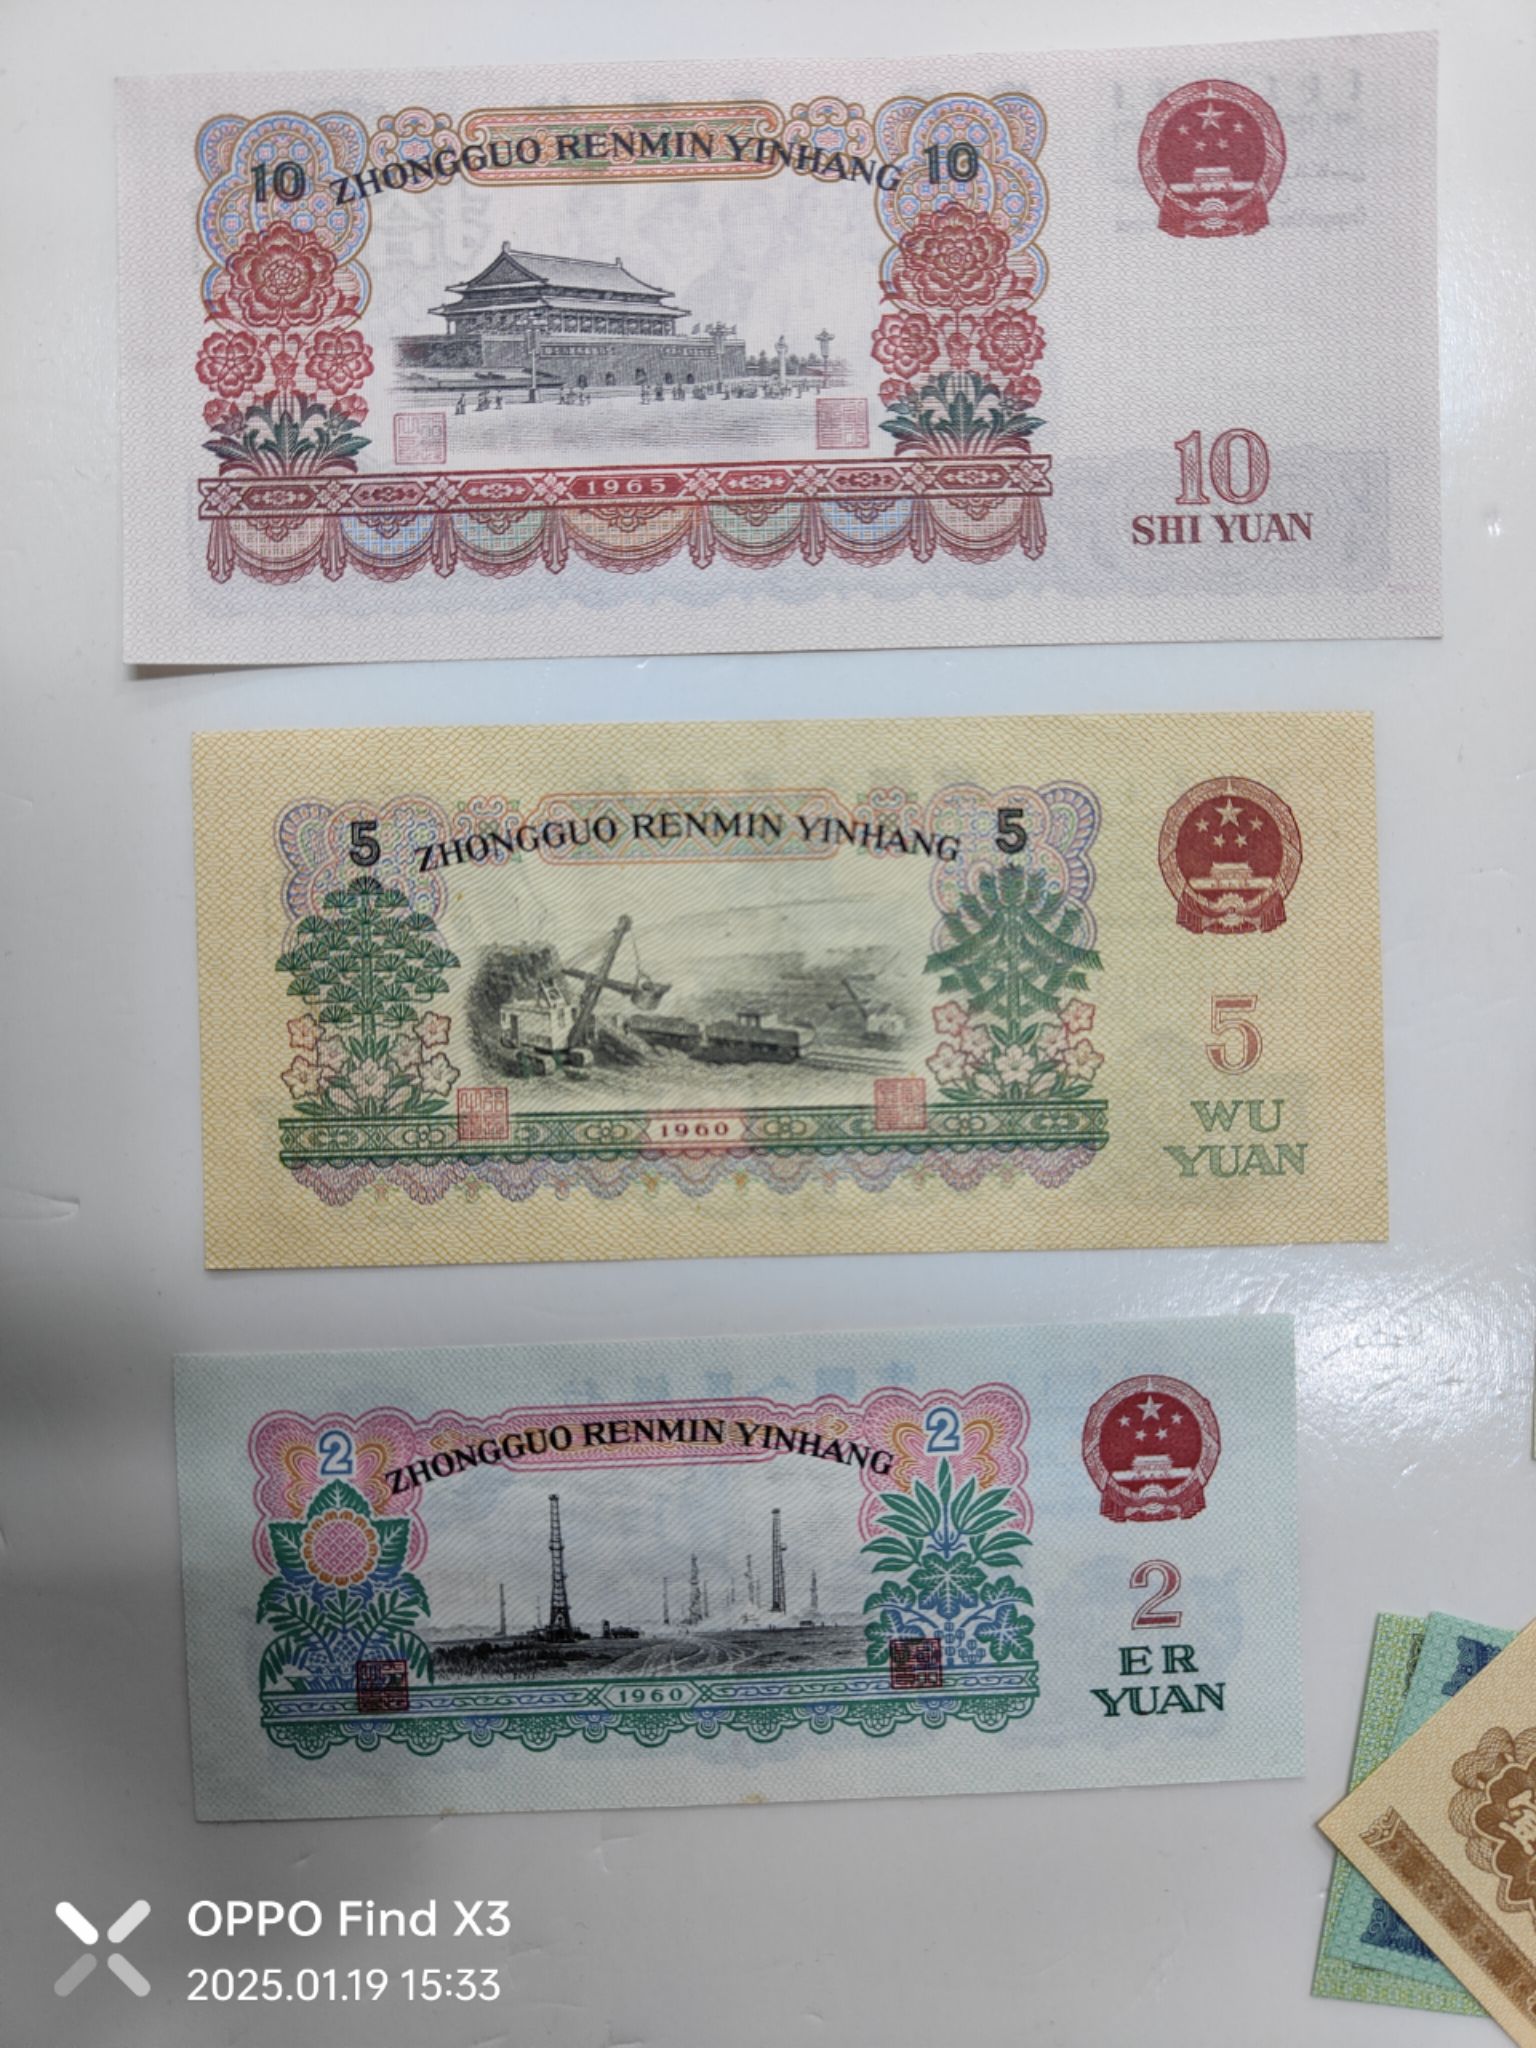 10 ZHONGGUO RENMIN YINHANG 10
1965
10
SHI YUAN
5 ZHONGGUO RENMIN YINHANG 5
1960
5
WU
YUAN
2 ZHONGGUO RENMIN YINHANG 2
1960
2
ER
YUAN
OPPO Find X3
2025.01.19 15:33